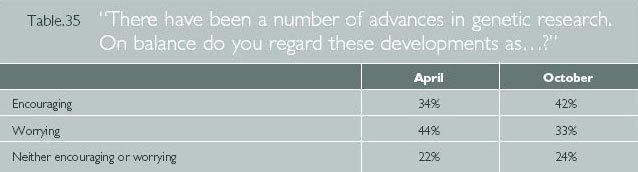 Table.35 “There have been a number of advances in genetic research.
On balance do you regard these developments as…?”
April October
Encouraging 34% 42%
Worrying 44% 33%
Neither encouraging or worrying 22% 24%